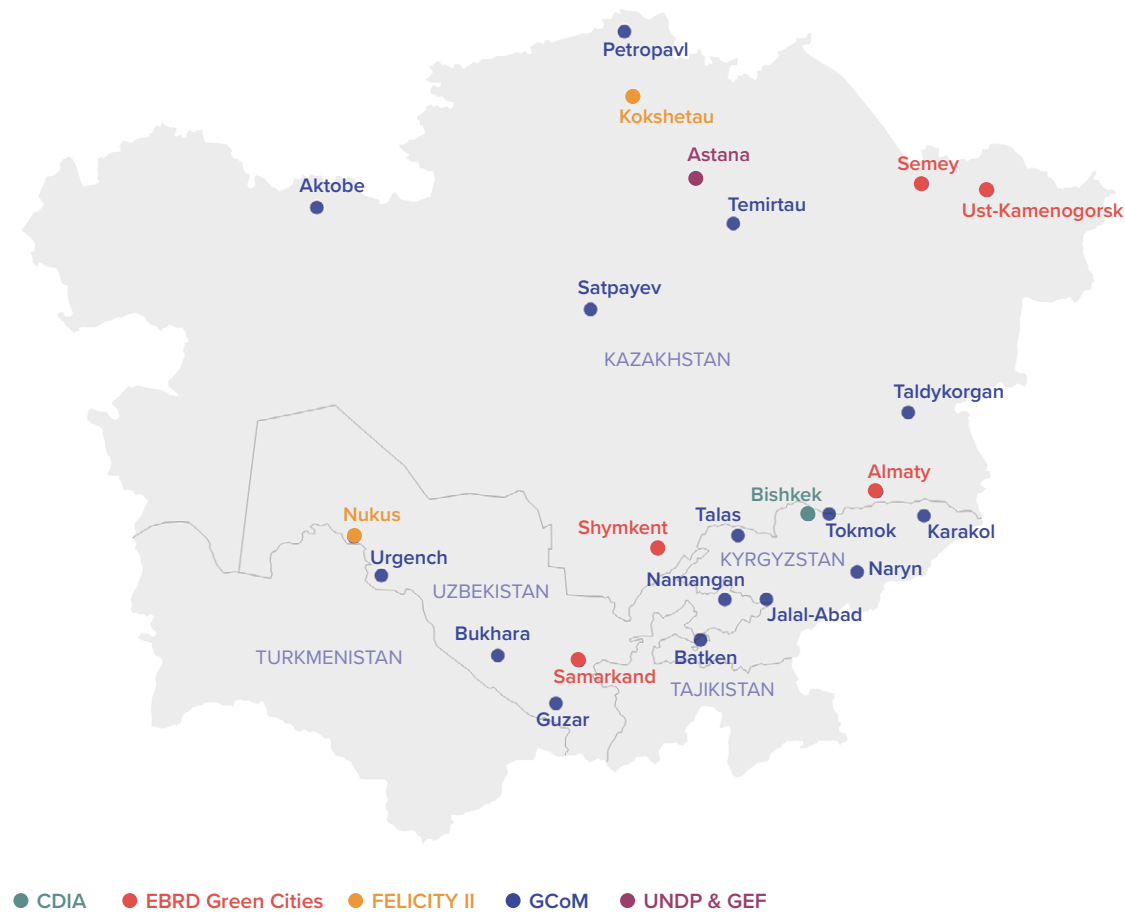 Petropavl
Kokshetau
Astana
Semey
Aktobe
Temirtau
Ust-Kamenogorsk
Satpayev
KAZAKHSTAN
Taldykorgan
Almaty
Bishkek
Nukus
Talas
Shymkent
Tokmok
Karakol
Urgench
KYRGYZSTAN
Naryn
Namangan
UZBEKISTAN
Jalal-Abad
Bukhara
TURKMENISTAN
Batken
Samarkand
TAJIKISTAN
Guzar
CDIA EBRD Green Cities FELICITY II GCoM UNDP & GEF